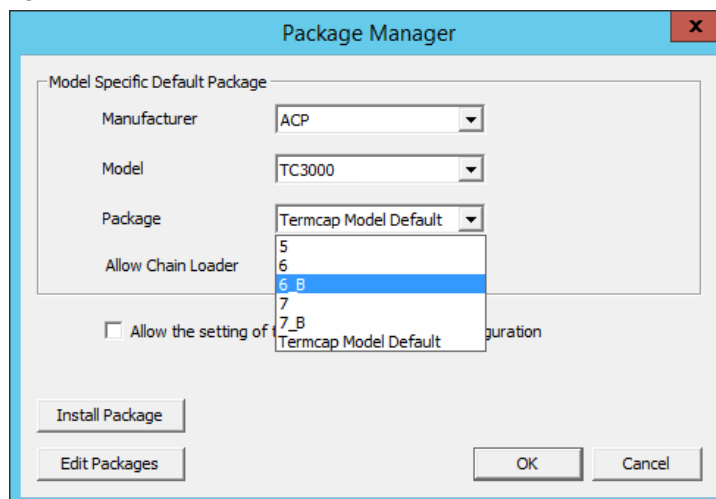 Package Manager
x
Model Specific Default Package
Manufacturer ACP
Model TC3000
Package Termcap Model Default
5
Allow Chain Loader 6
6_B
7
7_B
Allow the setting of guration
Termcap Model Default
Install Package
Edit Packages OK Cancel